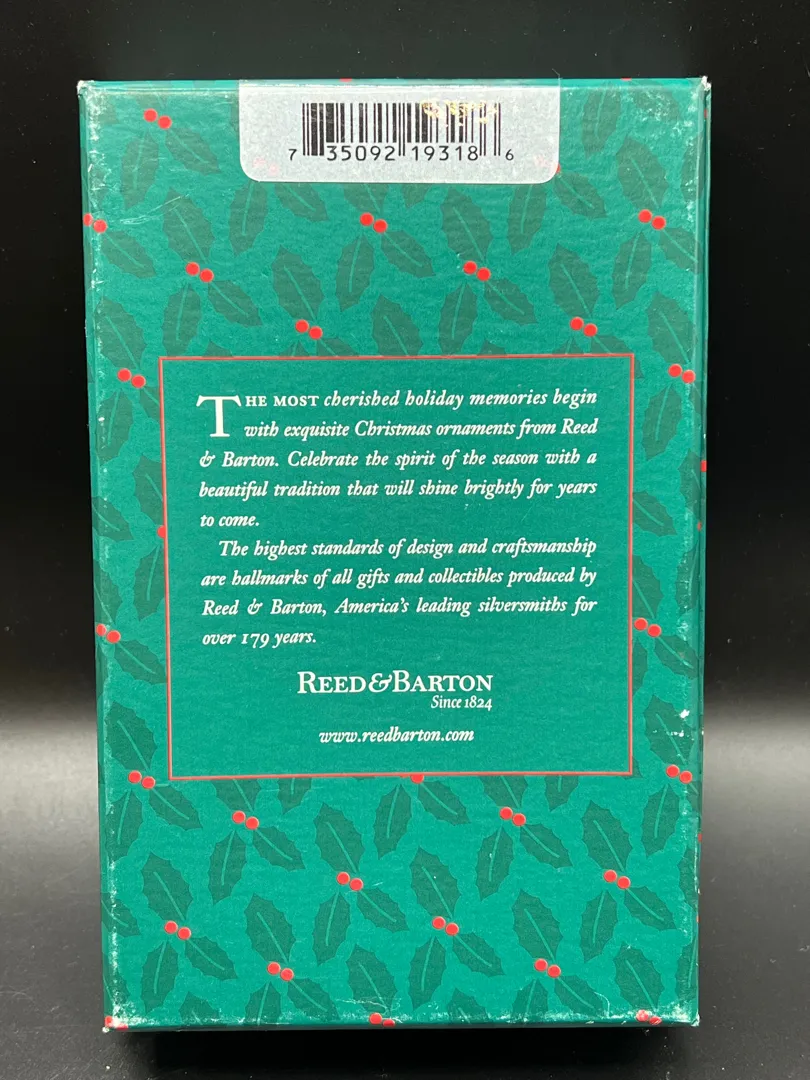 7 35092 19318 6
THE MOST cherished holiday memories begin
with exquisite Christmas ornaments from Reed
& Barton. Celebrate the spirit of the season with a
beautiful tradition that will shine brightly for years
to come.
The highest standards of design and craftsmanship
are hallmarks of all gifts and collectibles produced by
Reed & Barton, America's leading silversmiths for
over 179 years.
REED&BARTON
Since 1824
www.reedbarton.com